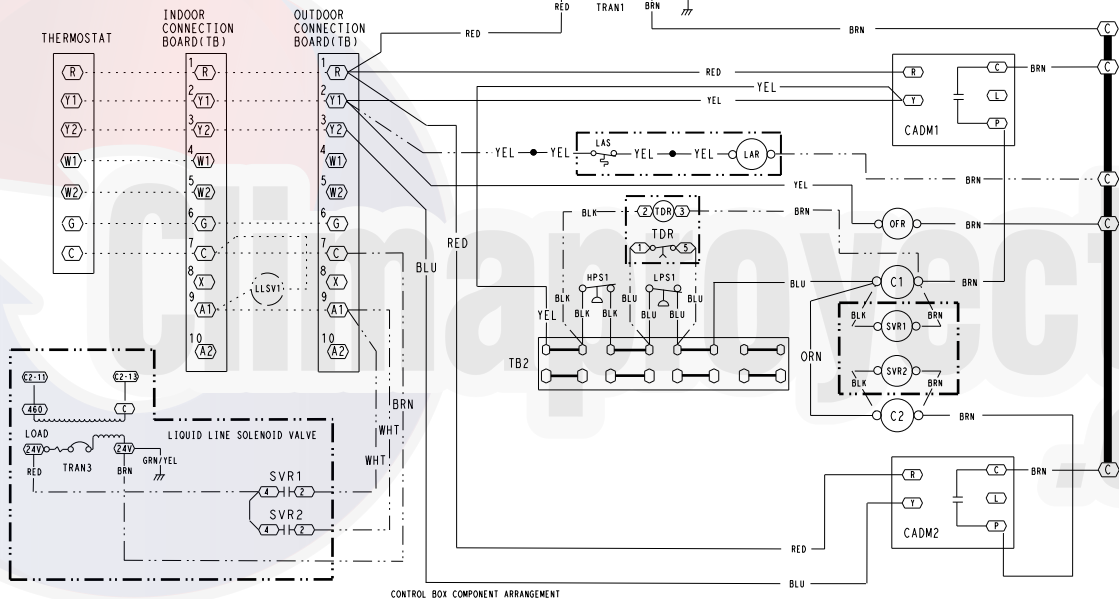 RED TRAN1 BRN
INDOOR
CONNECTION
BOARD(TB)
OUTDOOR
CONNECTION
BOARD(TB)
THERMOSTAT
R
Y1
Y2
W1
W2
G
C
1 R
2 Y1
3 Y2
4 W1
5 W2
6 G
7 C
8 X
9 A1
10 A2
LLSV1
1 R
2 Y1
3 Y2
4 W1
5 W2
6 G
7 C
8 X
9 A1
10 A2
RED
BRN
C
RED
YEL
YEL
R
Y
C
L
P
CADM1
BRN
C
YEL
YEL
LAS
YEL
YEL
LAR
BRN
C
YEL
OFR
BRN
C
BLK
2 TDR 3
BRN
TDR
1
5
RED
BLU
HPS1
LPS1
BLK
BLK
BLK
BLU
BLU
BLU
BLU
YEL
TB2
C1
BRN
BLK
SVR1
BRN
ORN
SVR2
BLK
BRN
C2
BRN
BRN
WHT
WHT
C2-11
C2-13
460
C
LOAD
24V
24V
RED
TRAN3
BRN
GRN/YEL
LIQUID LINE SOLENOID VALVE
SVR1
4 2
SVR2
4 2
R
Y
C
L
P
CADM2
BRN
C
RED
BLU
CONTROL BOX COMPONENT ARRANGEMENT
Climaproyect